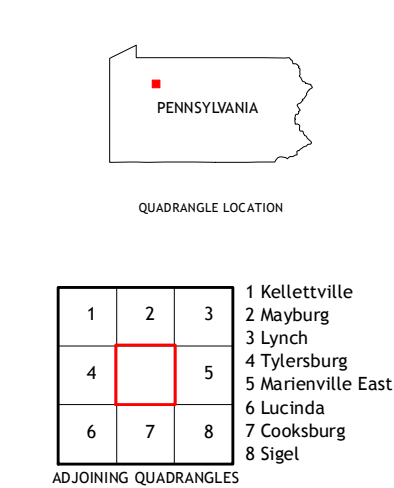 PENNSYLVANIA
QUADRANGLE LOCATION
1 2 3
4 5
6 7 8
1 Kellettville
2 Mayburg
3 Lynch
4 Tylersburg
5 Marienville East
6 Lucinda
7 Cooksburg
8 Sigel
ADJOINING QUADRANGLES